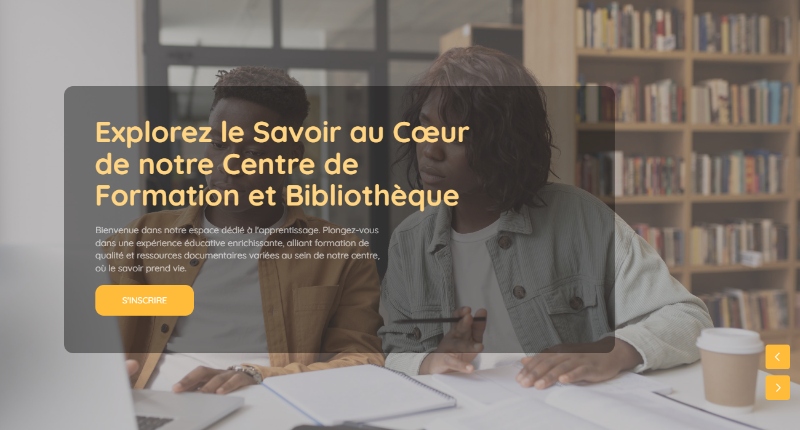 Explorez le Savoir au Cœur
de notre Centre de
Formation et Bibliothèque
Bienvenue dans notre espace dédié à l'apprentissage. Plongez-vous
dans une expérience éducative enrichissante, alliant formation de
qualité et ressources documentaires variées au sein de notre centre,
où le savoir prend vie.
S'INSCRIRE